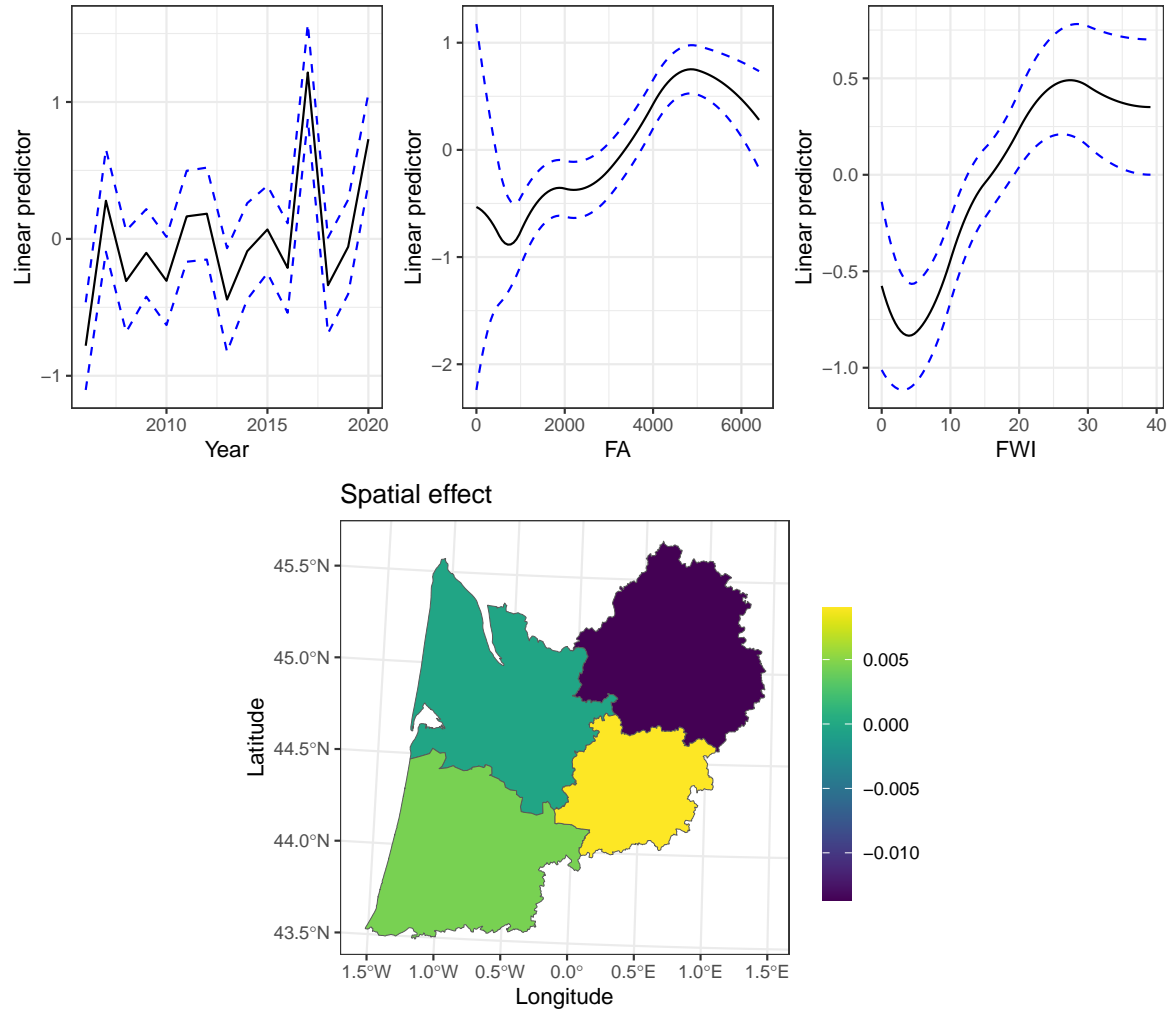 Linear predictor
1
0
−1
2010
2015
2020
Year
Linear predictor
1
0
−1
−2
0
2000
4000
6000
FA
Linear predictor
0.5
0.0
−0.5
−1.0
0
10
20
30
40
FWI
Spatial effect
Latitude
45.5°N
45.0°N
44.5°N
44.0°N
43.5°N
1.5°W
1.0°W
0.5°W
0.0°
0.5°E
1.0°E
1.5°E
Longitude
0.005
0.000
−0.005
−0.010